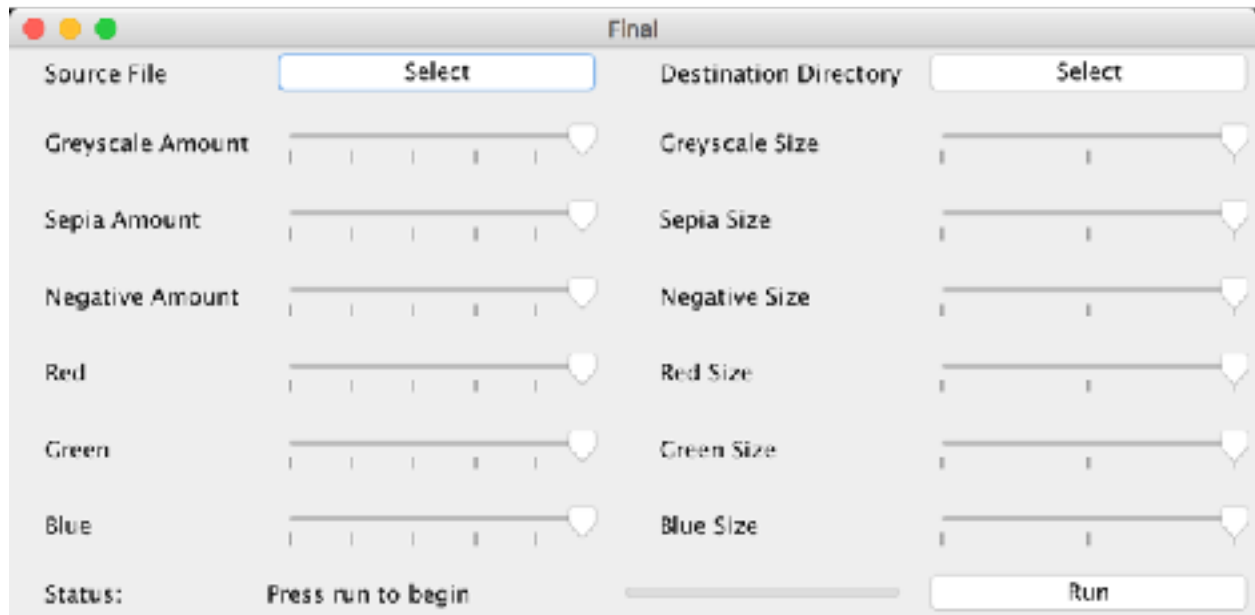 Final
Source File Select Destination Directory Select
Greyscale Amount Greyscale Size
Sepia Amount Sepia Size
Negative Amount Negative Size
Red Red Size
Green Green Size
Blue Blue Size
Status: Press run to begin Run